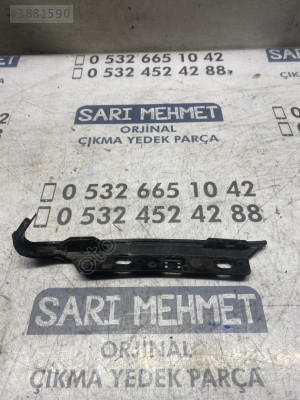 #3881590
0 532 665 10 42
0 532 452 42 88
SARI MEHMET
ORJİNAL
ÇIKMA YEDEK PARÇA
0 532 665 10 42
0 532 452 42 88
SARI MEHMET
ORJİNAL
ÇIKMA YEDEK PARÇA